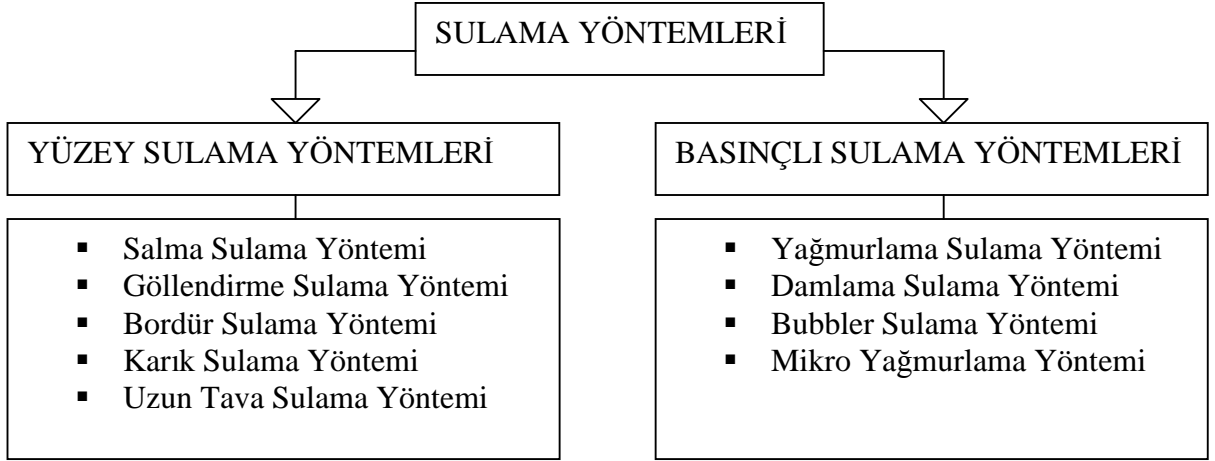 SULAMA YÖNTEMLERİ
YÜZEY SULAMA YÖNTEMLERİ
▪ Salma Sulama Yöntemi
▪ Göllendirme Sulama Yöntemi
▪ Bordür Sulama Yöntemi
▪ Karık Sulama Yöntemi
▪ Uzun Tava Sulama Yöntemi
BASINÇLI SULAMA YÖNTEMLERİ
▪ Yağmurlama Sulama Yöntemi
▪ Damlama Sulama Yöntemi
▪ Bubbler Sulama Yöntemi
▪ Mikro Yağmurlama Yöntemi